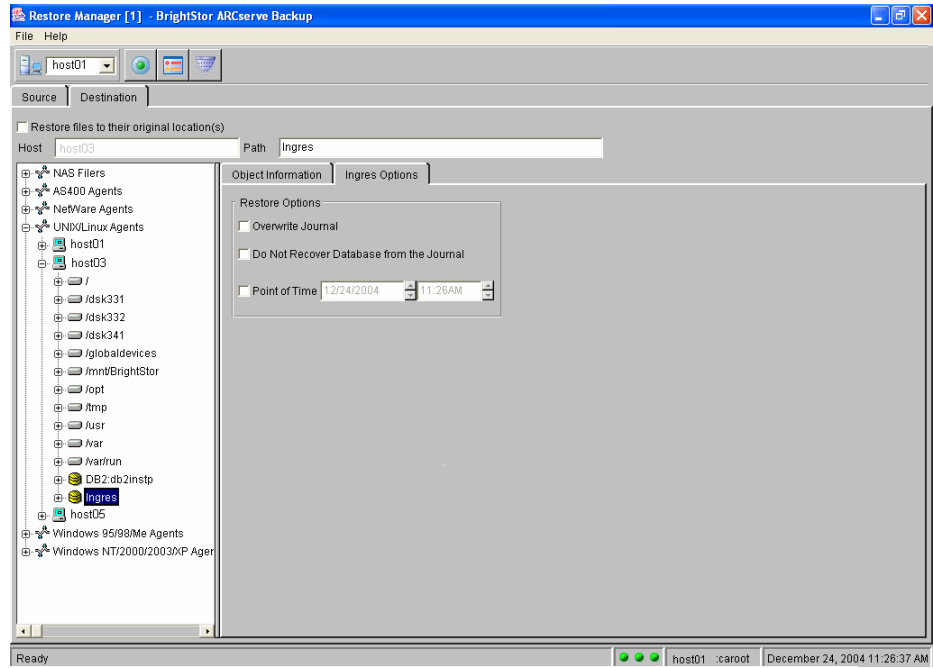 Restore Manager [1] - BrightStor ARCserve Backup
File Help
host01
Source Destination
Restore files to their original location(s)
Host host03 Path Ingres
NAS Filers
AS400 Agents
NetWare Agents
UNIX/Linux Agents
host01
host03
/
/dsk331
/dsk332
/dsk341
/globaldevices
/mnt/BrightStor
/opt
/tmp
/usr
/var
/var/run
DB2:db2instp
Ingres
host05
Windows 95/98/Me Agents
Windows NT/2000/2003/XP Ager
Object Information Ingres Options
Restore Options
Overwrite Journal
Do Not Recover Database from the Journal
Point of Time 12/24/2004 11:26AM
Ready host01 :caroot December 24, 2004 11:26:37 AM